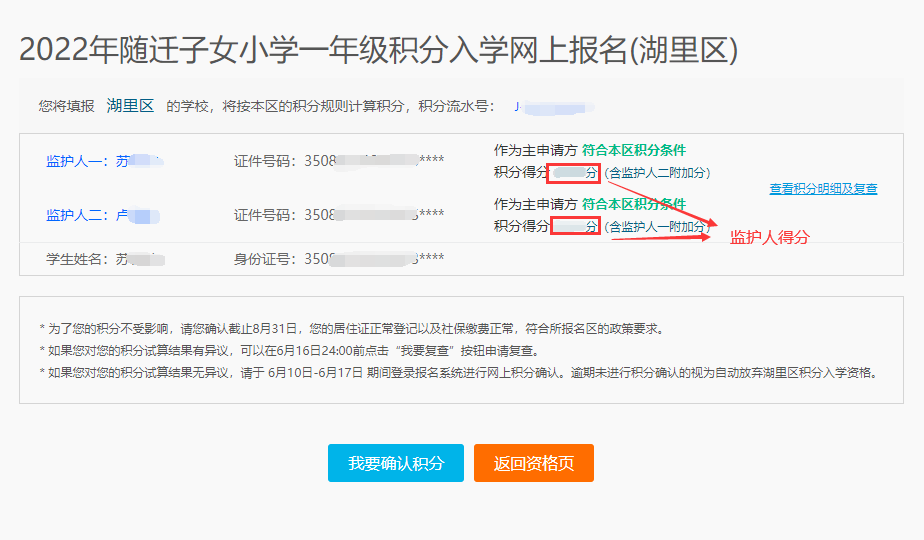 2022年随迁子女小学一年级积分入学网上报名(湖里区)
您将填报 湖里区 的学校，将按本区的积分规则计算积分，积分流水号：
监护人一：苏 证件号码：3508 ****
作为主申请方 符合本区积分条件
积分得分 分 (含监护人二附加分)
查看积分明细及复查
监护人二：卢 证件号码：3508 ****
作为主申请方 符合本区积分条件
积分得分 分 (含监护人一附加分)
监护人得分
学生姓名：苏 身份证号：3508 ****
* 为了您的积分不受影响，请您确认截止8月31日，您的居住证正常登记以及社保缴费正常，符合所报名区的政策要求。
* 如果您对您的积分试算结果有异议，可以在6月16日24:00前点击“我要复查”按钮申请复查。
* 如果您对您的积分试算结果无异议，请于 6月10日-6月17日 期间登录报名系统进行网上积分确认。逾期未进行积分确认的视为自动放弃湖里区积分入学资格。
我要确认积分 返回资格页